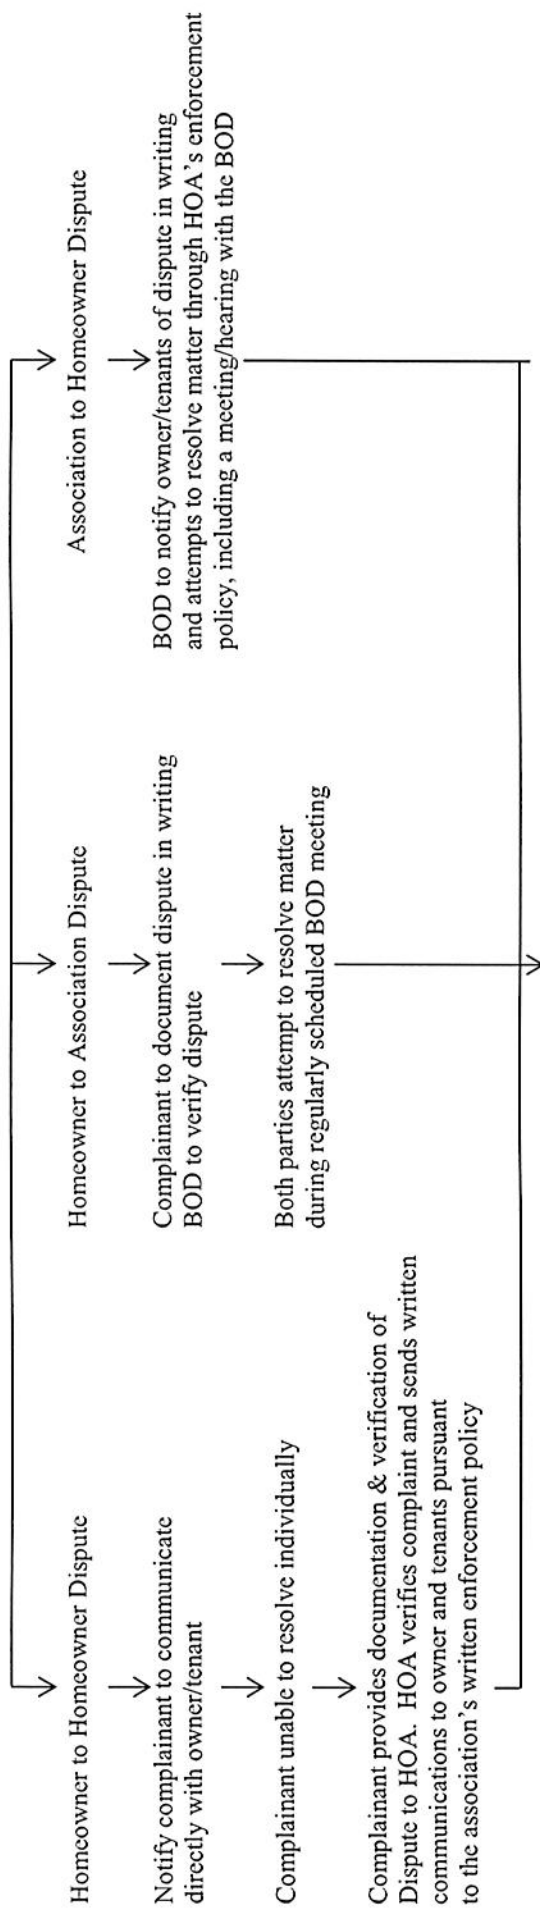 Homeowner to Homeowner Dispute
Notify complainant to communicate
directly with owner/tenant
Complainant unable to resolve individually
Complainant provides documentation & verification of
Dispute to HOA. HOA verifies complaint and sends written
communications to owner and tenants pursuant
to the association's written enforcement policy
Homeowner to Association Dispute
Complainant to document dispute in writing
BOD to verify dispute
Both parties attempt to resolve matter
during regularly scheduled BOD meeting
Association to Homeowner Dispute
BOD to notify owner/tenants of dispute in writing
and attempts to resolve matter through HOA's enforcement
policy, including a meeting/hearing with the BOD